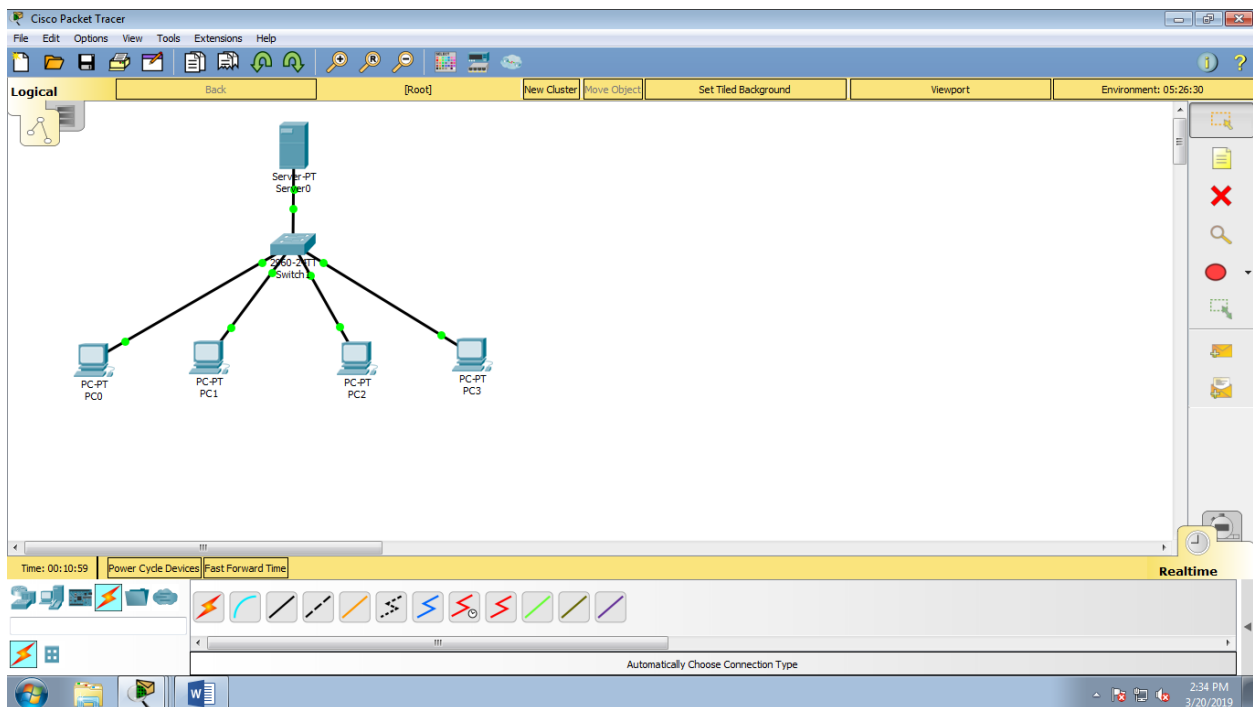 Cisco Packet Tracer
File Edit Options View Tools Extensions Help
Logical Back [Root] New Cluster Move Object Set Tiled Background Viewport Environment: 05:26:30
Server-PT
Server0
2960-24TT
Switch1
PC-PT
PC0
PC-PT
PC1
PC-PT
PC2
PC-PT
PC3
Time: 00:10:59 Power Cycle Devices Fast Forward Time
Realtime
Automatically Choose Connection Type
2:34 PM
3/20/2019